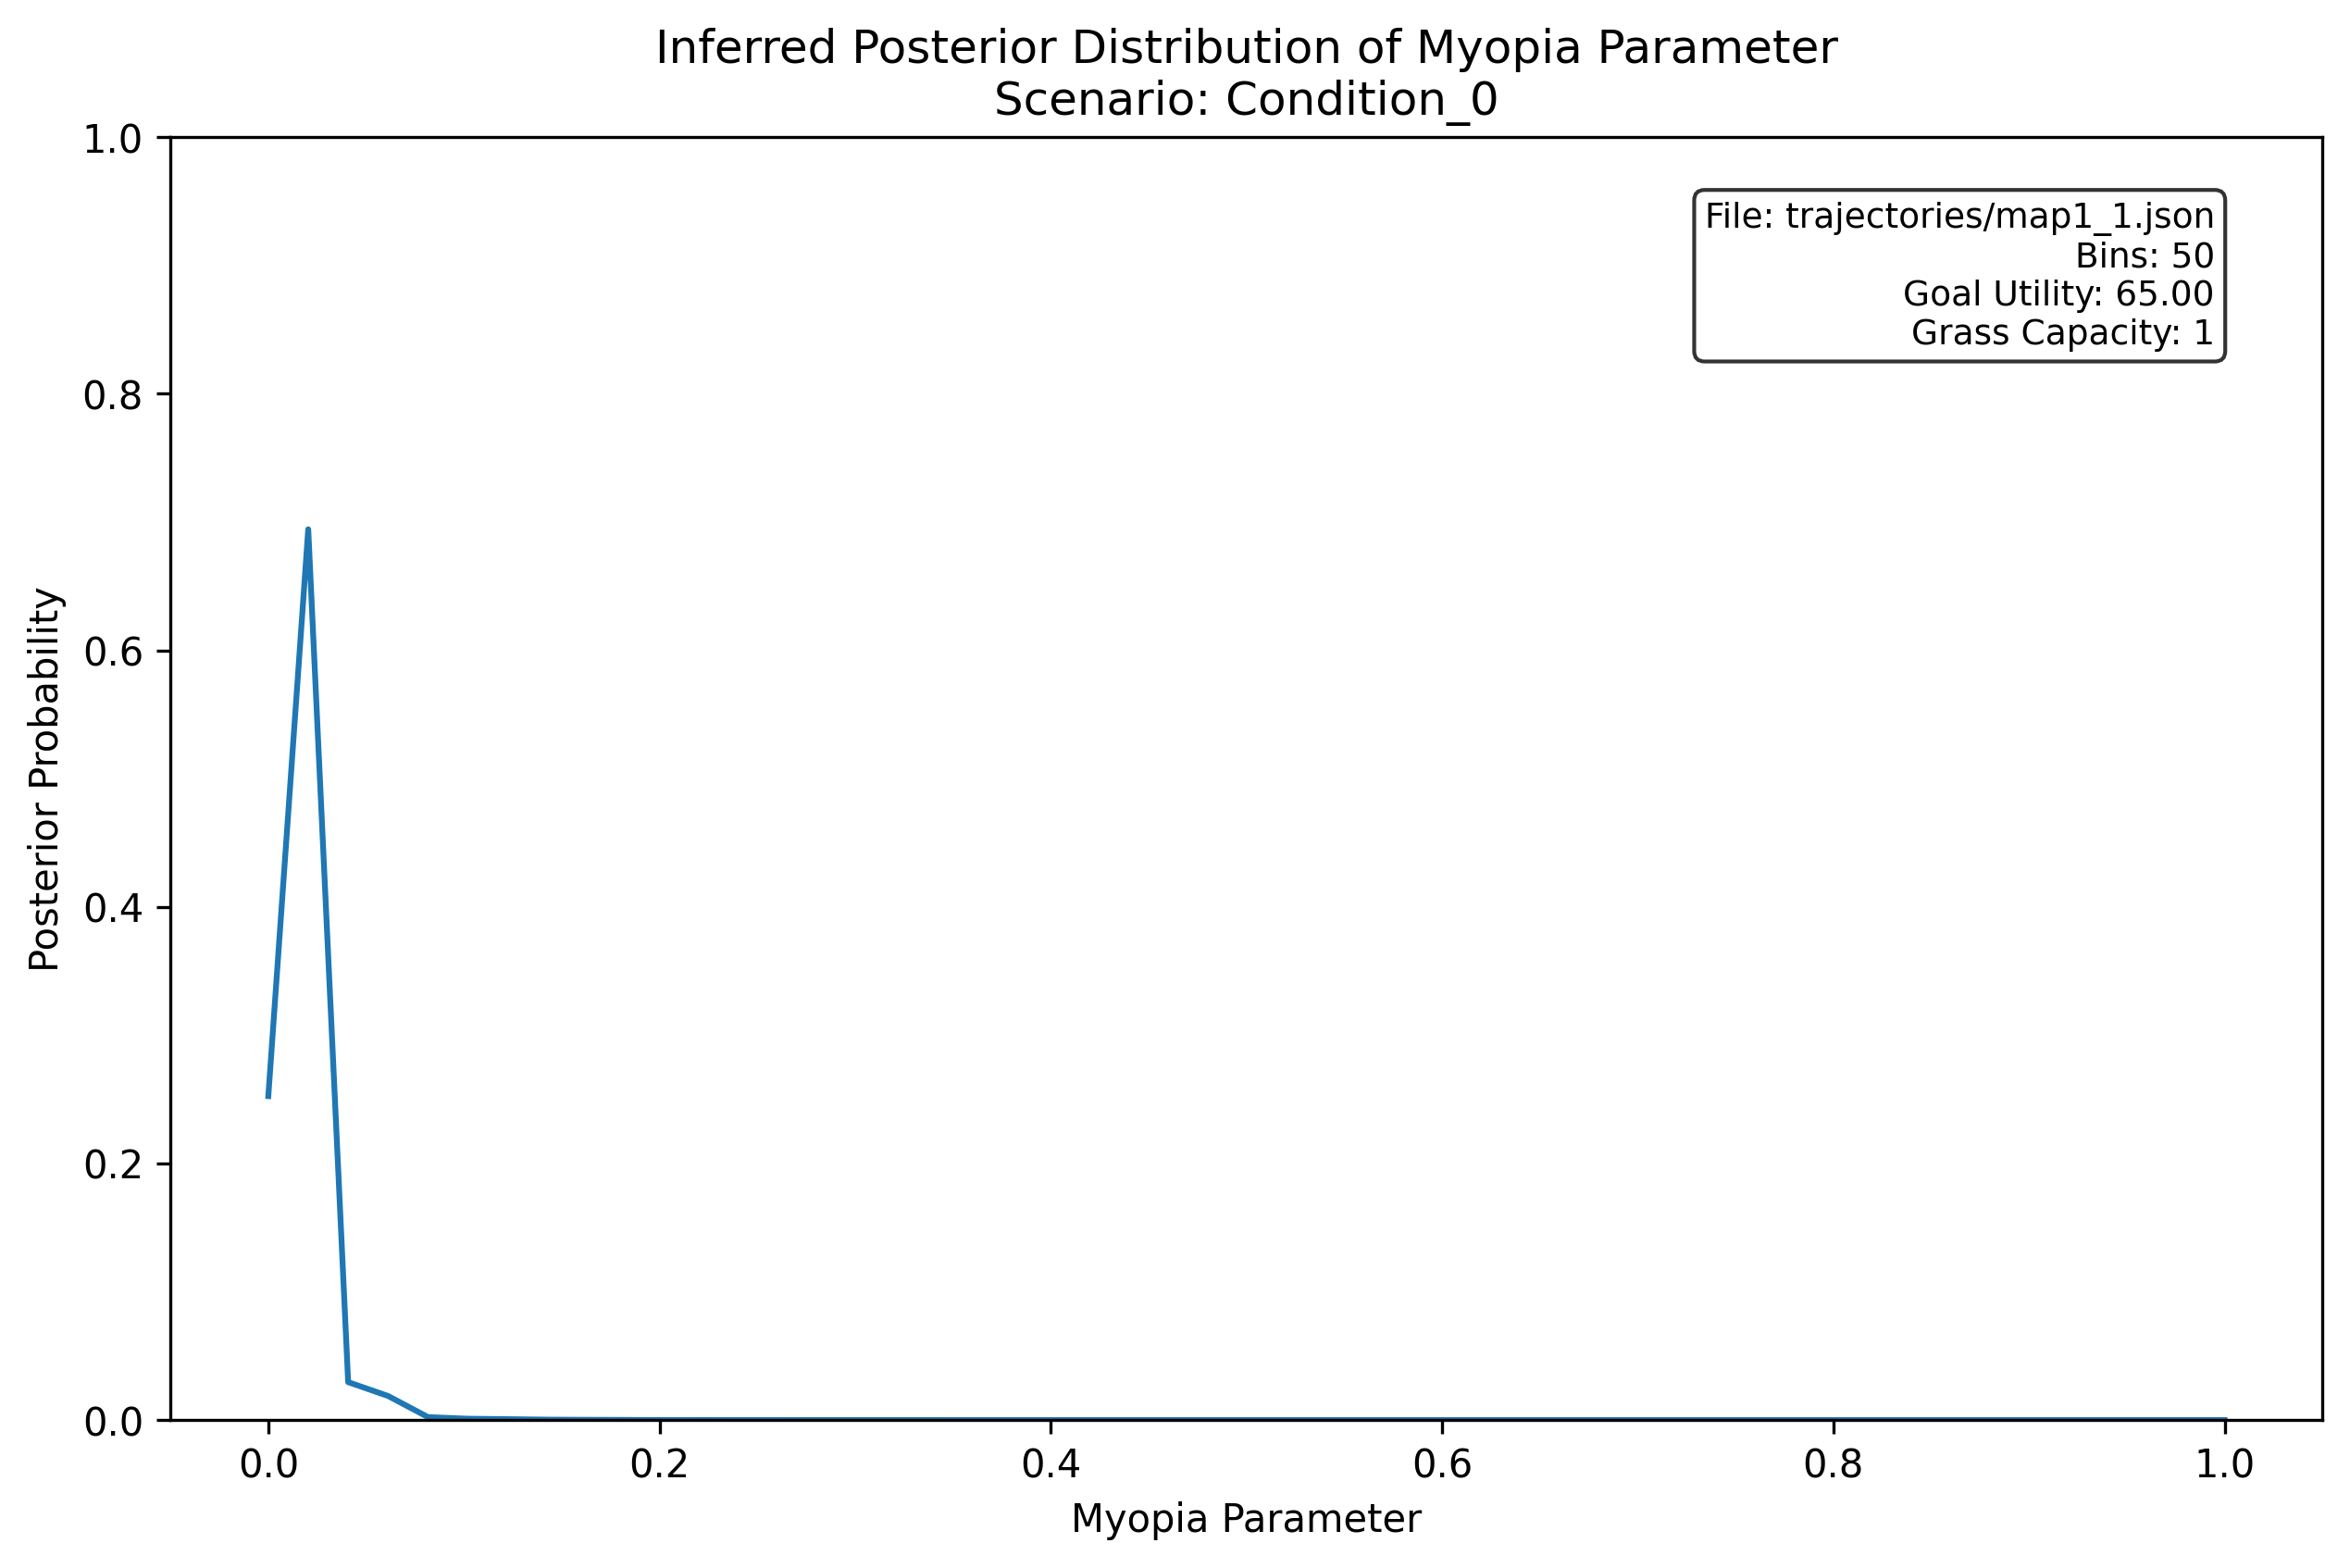 Inferred Posterior Distribution of Myopia Parameter
Scenario: Condition_0
File: trajectories/map1_1.json
Bins: 50
Goal Utility: 65.00
Grass Capacity: 1
Posterior Probability
1.0
0.8
0.6
0.4
0.2
0.0
0.0 0.2 0.4 0.6 0.8 1.0
Myopia Parameter